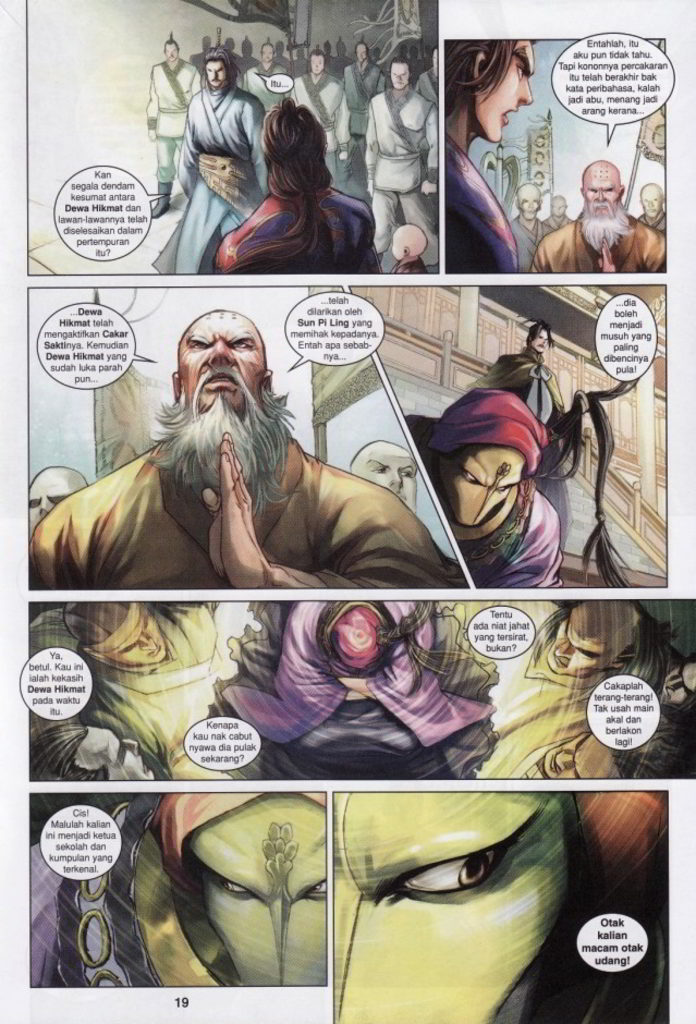 Itu...
Kan
segala dendam
kesumat antara
Dewa Hikmat dan
lawan-lawannya telah
diselesaikan dalam
pertempuran
itu?
Entahlah, itu
aku pun tidak tahu.
Tapi kononnya percakaran
itu telah berakhir bak
kata peribahasa, kalah
jadi abu, menang jadi
arang kerana...
...Dewa
Hikmat telah
mengaktifkan Cakar
Saktinya. Kemudian
Dewa Hikmat yang
sudah luka parah
pun...
...telah
dilarikan oleh
Sun Pi Ling yang
memihak kepadanya.
Entah apa sebab-
nya...
...dia
boleh
menjadi
musuh yang
paling
dibencinya
pula!
Ya,
betul. Kau ini
ialah kekasih
Dewa Hikmat
pada waktu
itu.
Kenapa
kau nak cabut
nyawa dia pulak
sekarang?
Tentu
ada niat jahat
yang tersirat,
bukan?
Cakaplah
terang-terang!
Tak usah main
akal dan
berlakon
lagi!
Cis!
Malulah kalian
ini menjadi ketua
sekolah dan
kumpulan yang
terkenal.
Otak
kalian
macam otak
udang!
19